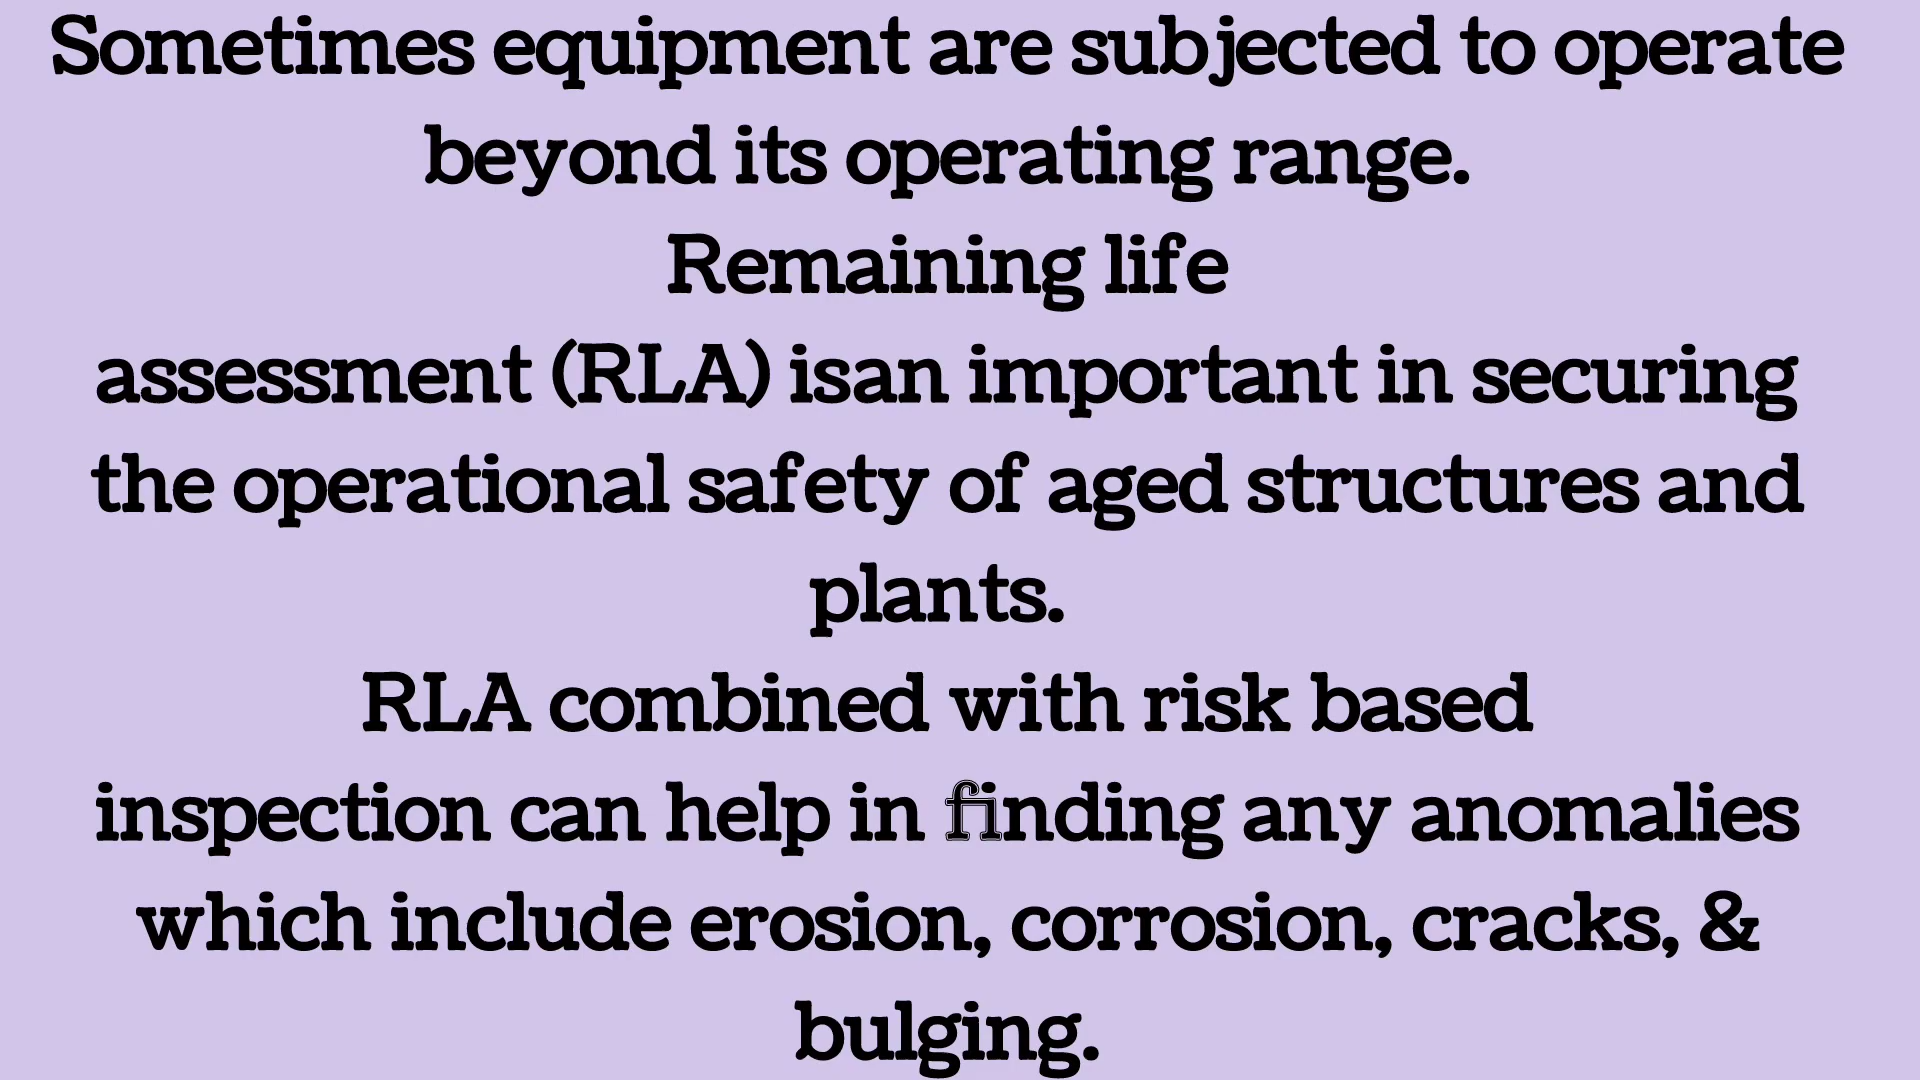 Sometimes equipment are subjected to operate
beyond its operating range.
Remaining life
assessment (RLA) isan important in securing
the operational safety of aged structures and
plants.
RLA combined with risk based
inspection can help in finding any anomalies
which include erosion, corrosion, cracks, &
bulging.